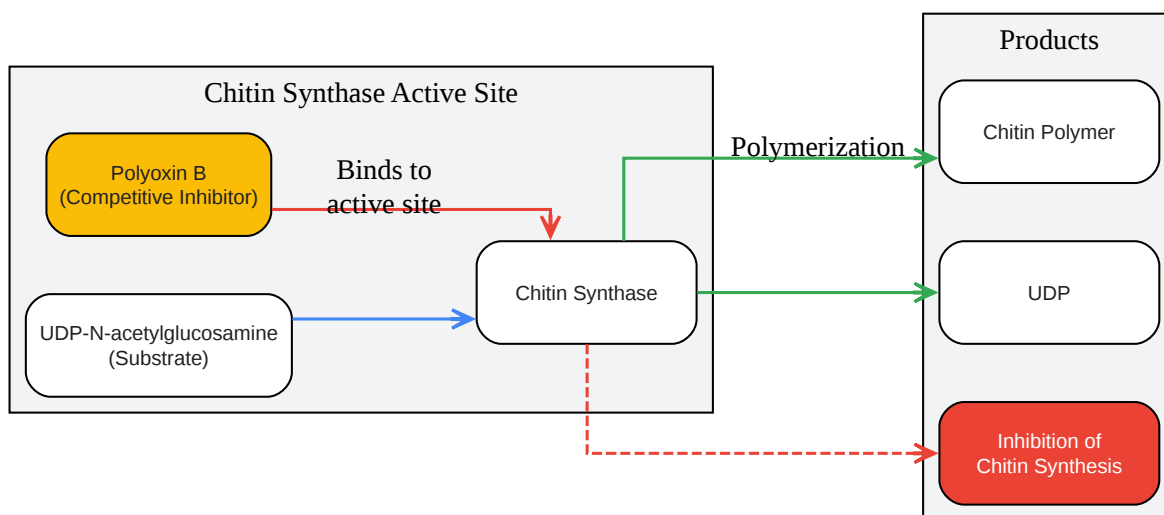 Products
Chitin Synthase Active Site
Chitin Polymer
Polymerization
Polyoxin B
(Competitive Inhibitor)
Binds to
active site
Chitin Synthase
UDP
UDP-N-acetylglucosamine
(Substrate)
Inhibition of
Chitin Synthesis